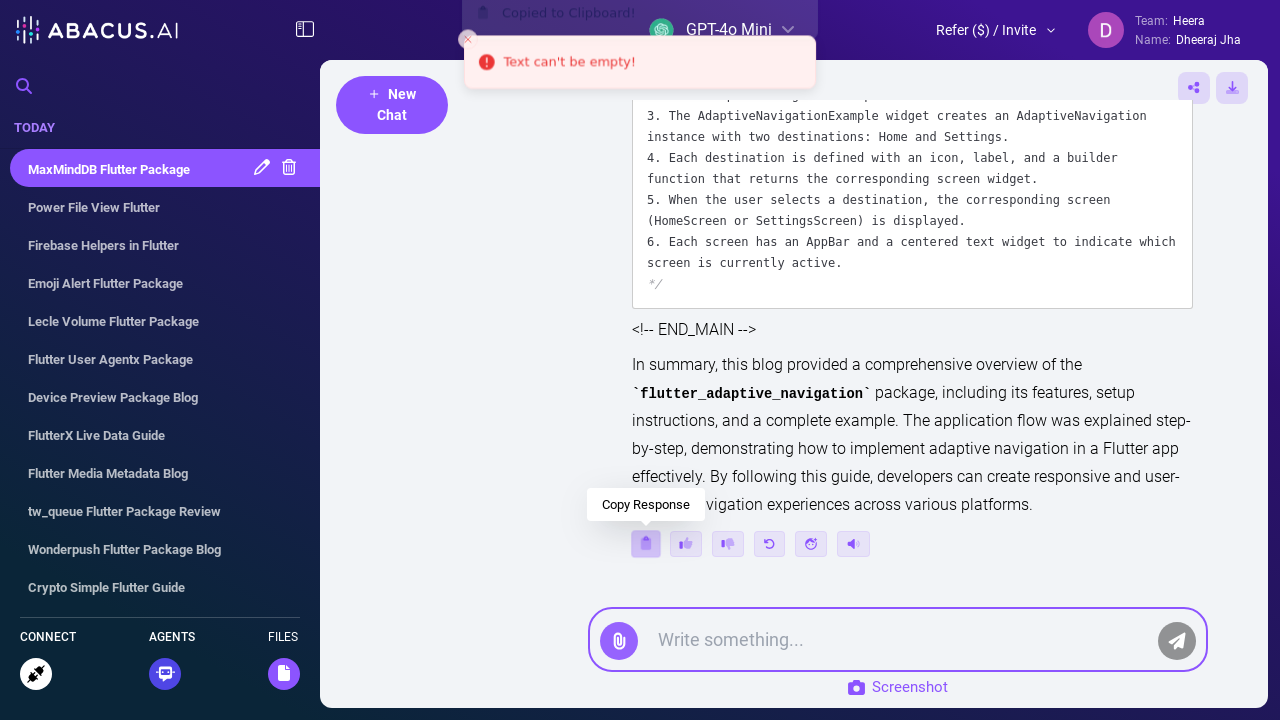 ABACUS.AI
Copied to Clipboard!
GPT-4o Mini
Text can't be empty!
Refer ($) / Invite
D
Team: Heera
Name: Dheeraj Jha
+ New
Chat
TODAY
MaxMindDB Flutter Package
Power File View Flutter
Firebase Helpers in Flutter
Emoji Alert Flutter Package
Lecle Volume Flutter Package
Flutter User Agentx Package
Device Preview Package Blog
FlutterX Live Data Guide
Flutter Media Metadata Blog
tw_queue Flutter Package Review
Wonderpush Flutter Package Blog
Crypto Simple Flutter Guide
CONNECT
AGENTS
FILES
3. The AdaptiveNavigationExample widget creates an AdaptiveNavigation
instance with two destinations: Home and Settings.
4. Each destination is defined with an icon, label, and a builder
function that returns the corresponding screen widget.
5. When the user selects a destination, the corresponding screen
(HomeScreen or SettingsScreen) is displayed.
6. Each screen has an AppBar and a centered text widget to indicate which
screen is currently active.
*/
<!-- END_MAIN -->
In summary, this blog provided a comprehensive overview of the
`flutter_adaptive_navigation` package, including its features, setup
instructions, and a complete example. The application flow was explained step-
by-step, demonstrating how to implement adaptive navigation in a Flutter app
effectively. By following this guide, developers can create responsive and user-
vigation experiences across various platforms.
Copy Response
Write something...
Screenshot